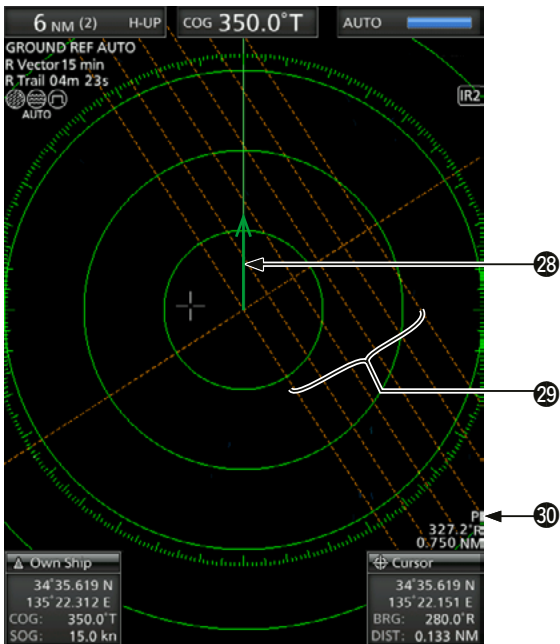 6 NM (2) H-UP COG 350.0°T AUTO
GROUND REF AUTO
R Vector 15 min
R Trail 04m 23s
AUTO
IR2
28
29
30
PI
327.2°R
0.750 NM
Own Ship
34°35.619 N
135°22.312 E
COG: 350.0°T
SOG: 15.0 kn
Cursor
34°35.619 N
135°22.151 E
BRG: 280.0°R
DIST: 0.133 NM